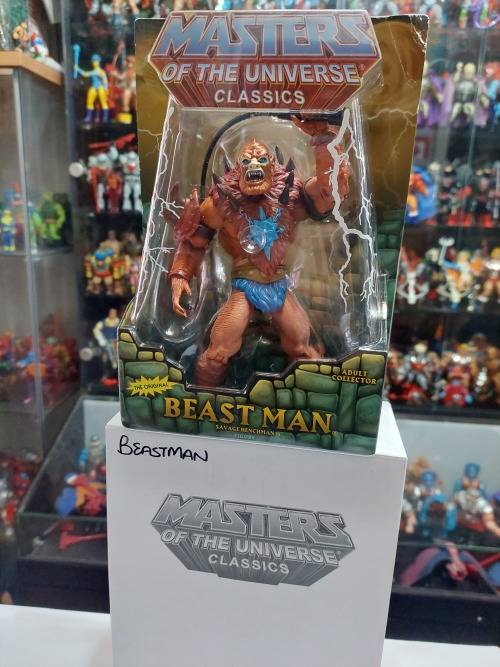 MASTERS
OF THE UNIVERSE
CLASSICS
THE ORIGINAL
ADULT
COLLECTOR
BEAST MAN
SAVAGE HENCHMAN
FIGURE
BEASTMAN
MASTERS
OF THE UNIVERSE
CLASSICS